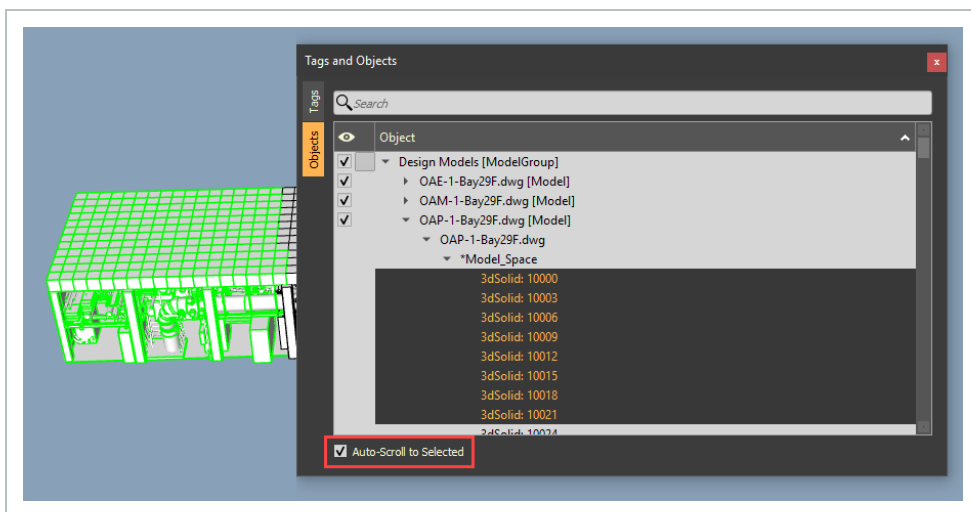 Tags and Objects
x
Tags
Objects
Search
Object
Design Models [ModelGroup]
OAE-1-Bay29F.dwg [Model]
OAM-1-Bay29F.dwg [Model]
OAP-1-Bay29F.dwg [Model]
OAP-1-Bay29F.dwg
*Model_Space
3dSolid: 10000
3dSolid: 10003
3dSolid: 10006
3dSolid: 10009
3dSolid: 10012
3dSolid: 10015
3dSolid: 10018
3dSolid: 10021
3dSolid: 10024
Auto-Scroll to Selected